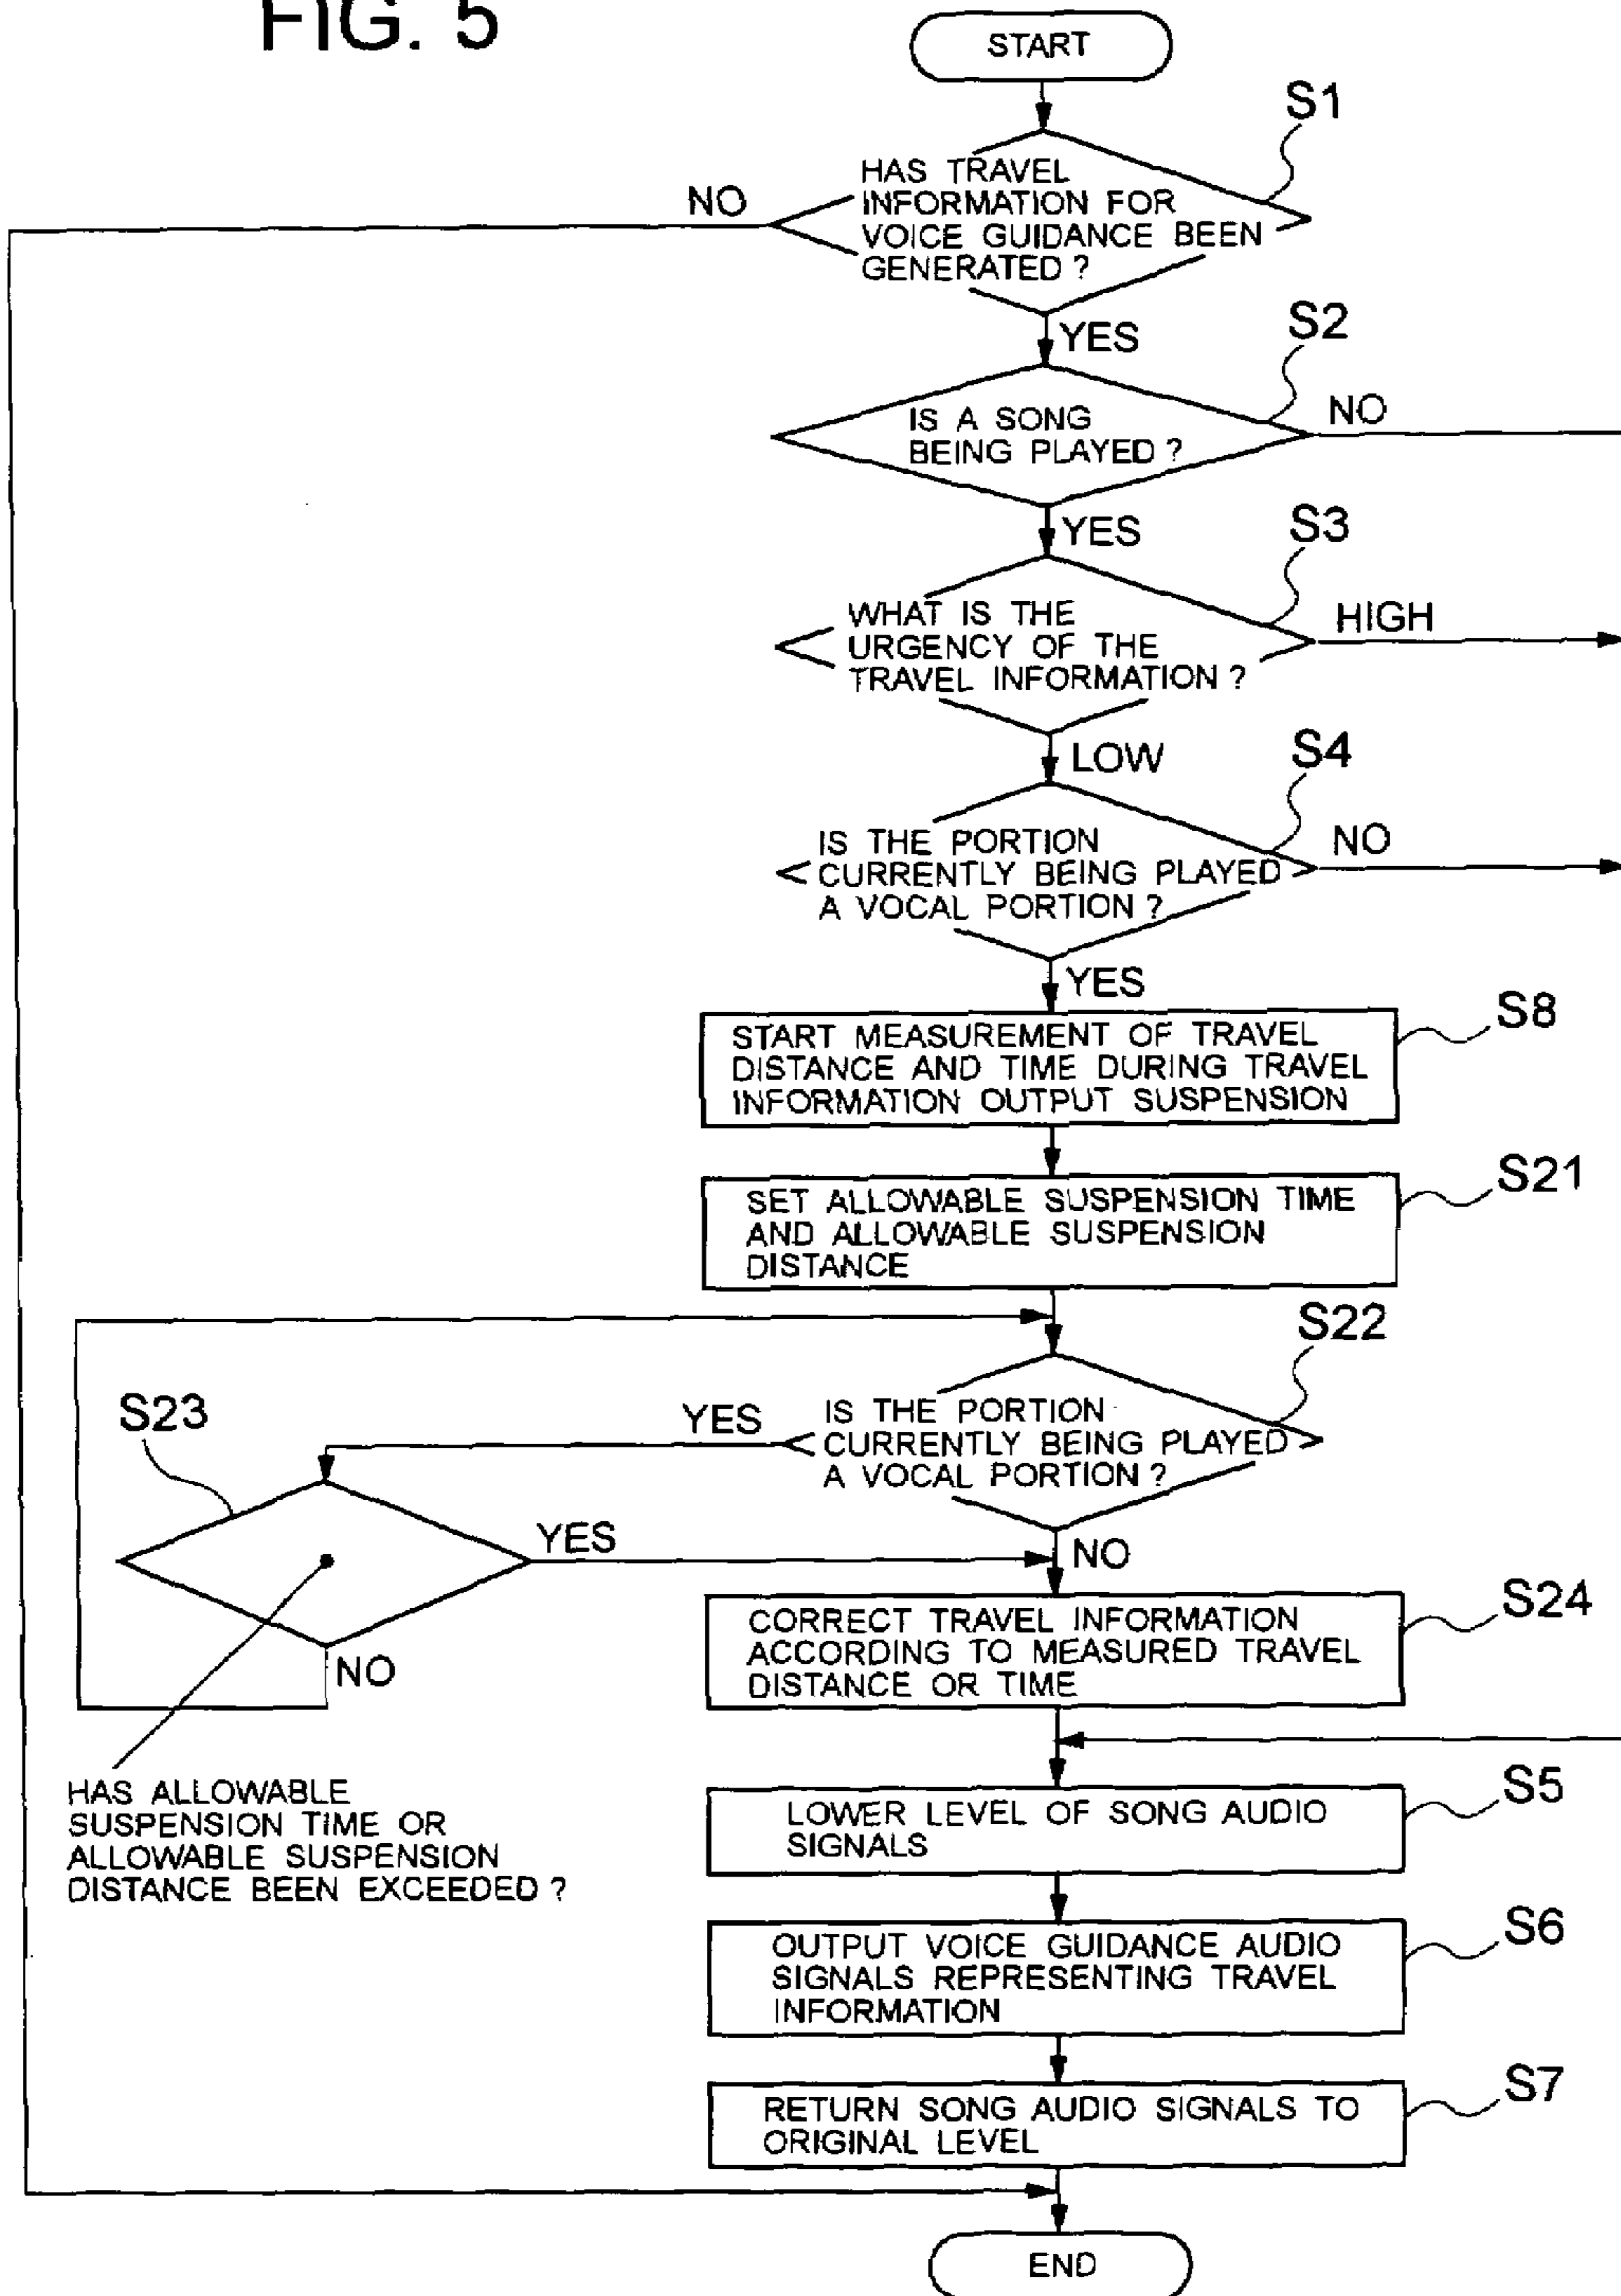 FIG. 5
START
S1
HAS TRAVEL
INFORMATION FOR
VOICE GUIDANCE BEEN
GENERATED ?
NO
YES
S2
IS A SONG
BEING PLAYED ?
NO
YES
S3
WHAT IS THE
URGENCY OF THE
TRAVEL INFORMATION ?
HIGH
LOW
S4
IS THE PORTION
CURRENTLY BEING PLAYED
A VOCAL PORTION ?
NO
YES
S8
START MEASUREMENT OF TRAVEL
DISTANCE AND TIME DURING TRAVEL
INFORMATION OUTPUT SUSPENSION
S21
SET ALLOWABLE SUSPENSION TIME
AND ALLOWABLE SUSPENSION
DISTANCE
S22
IS THE PORTION
CURRENTLY BEING PLAYED
A VOCAL PORTION ?
YES
NO
S23
YES
NO
HAS ALLOWABLE
SUSPENSION TIME OR
ALLOWABLE SUSPENSION
DISTANCE BEEN EXCEEDED ?
S24
CORRECT TRAVEL INFORMATION
ACCORDING TO MEASURED TRAVEL
DISTANCE OR TIME
S5
LOWER LEVEL OF SONG AUDIO
SIGNALS
S6
OUTPUT VOICE GUIDANCE AUDIO
SIGNALS REPRESENTING TRAVEL
INFORMATION
S7
RETURN SONG AUDIO SIGNALS TO
ORIGINAL LEVEL
END